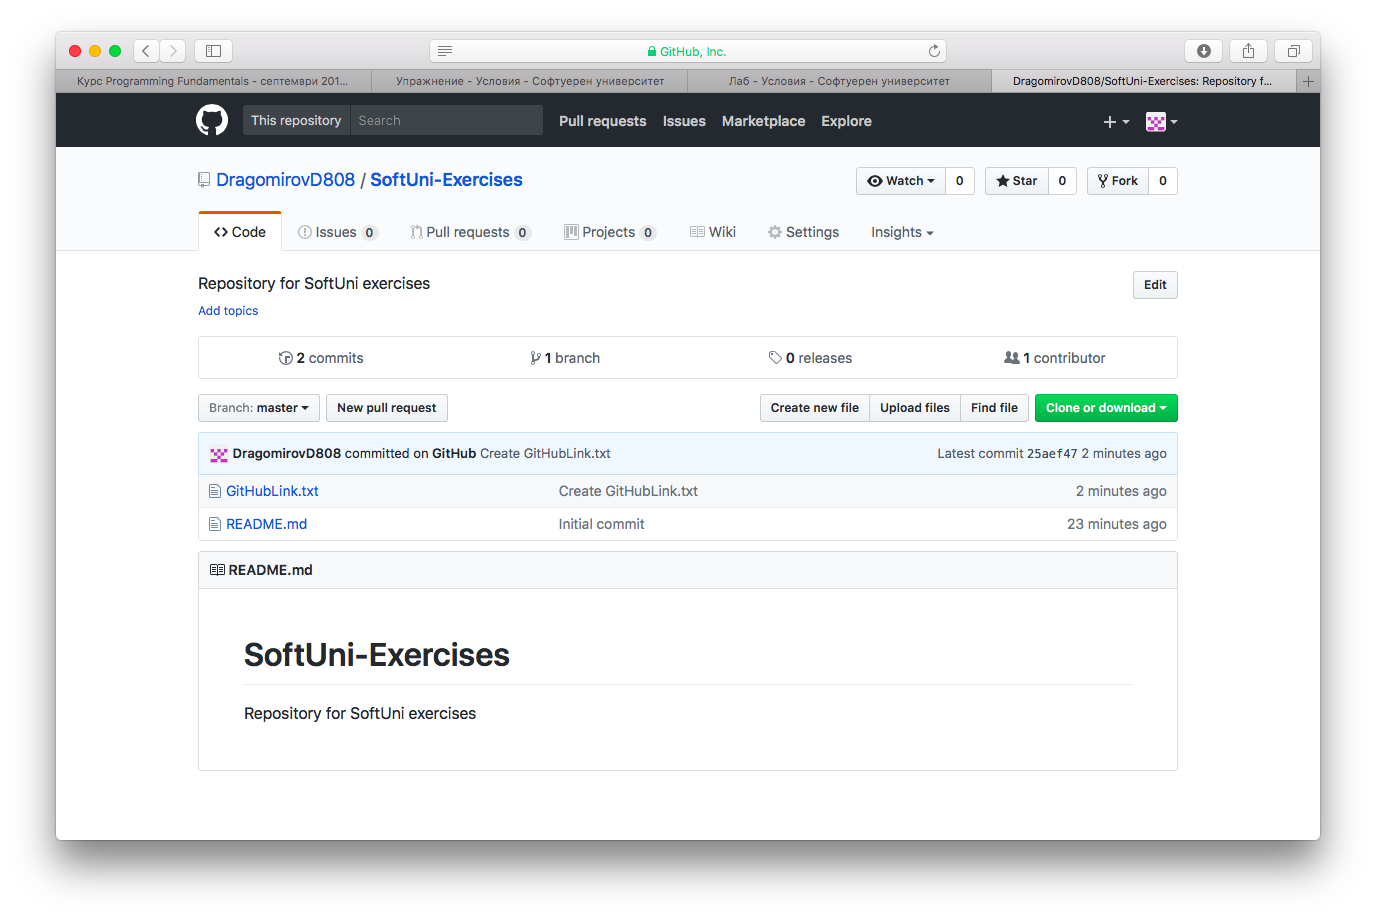 GitHub, Inc.
Курс Programming Fundamentals - септември 201...
Упражнение - Условия - Софтуерен университет
Лаб - Условия - Софтуерен университет
DragomirovD808/SoftUni-Exercises: Repository f...
This repository Search Pull requests Issues Marketplace Explore
DragomirovD808 / SoftUni-Exercises
Watch 0 Star 0 Fork 0
Code Issues 0 Pull requests 0 Projects 0 Wiki Settings Insights
Repository for SoftUni exercises
Edit
Add topics
2 commits 1 branch 0 releases 1 contributor
Branch: master New pull request Create new file Upload files Find file Clone or download
DragomirovD808 committed on GitHub Create GitHubLink.txt Latest commit 25aef47 2 minutes ago
GitHubLink.txt Create GitHubLink.txt 2 minutes ago
README.md Initial commit 23 minutes ago
README.md
SoftUni-Exercises
Repository for SoftUni exercises